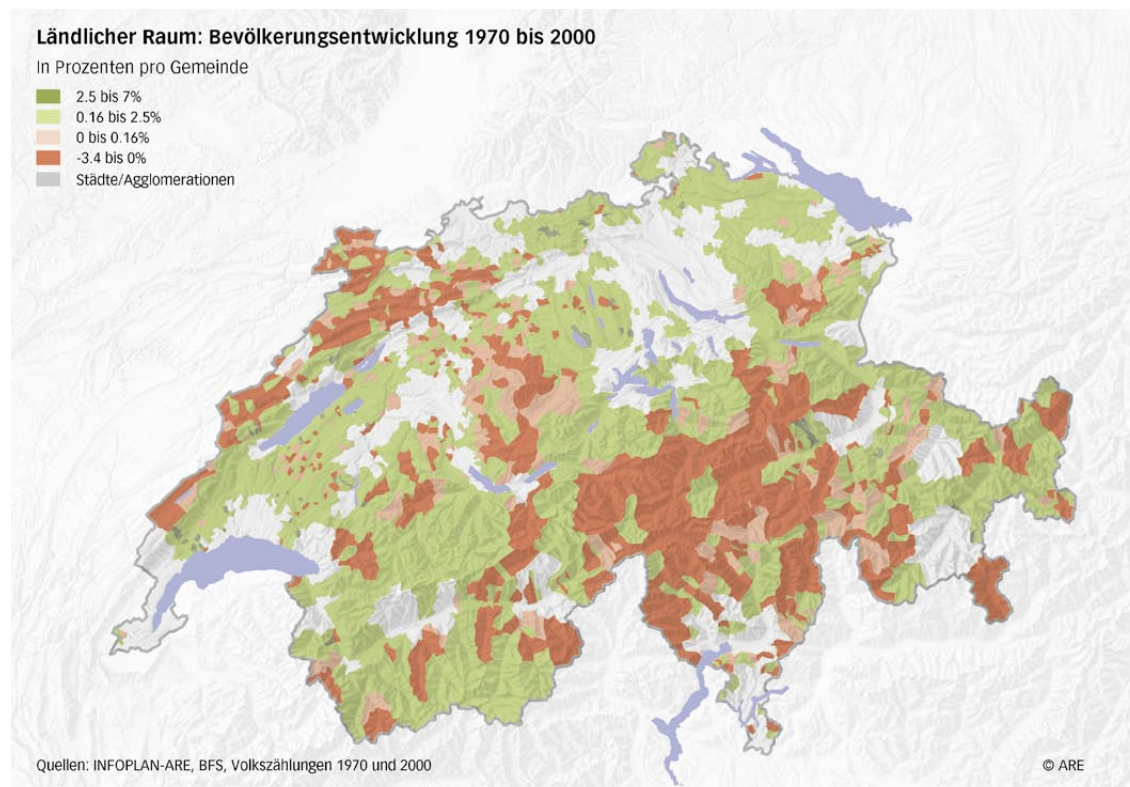 Ländlicher Raum: Bevölkerungsentwicklung 1970 bis 2000
In Prozenten pro Gemeinde
2.5 bis 7%
0.16 bis 2.5%
0 bis 0.16%
-3.4 bis 0%
Städte/Agglomerationen
Quellen: INFOPLAN-ARE, BFS, Volkszählungen 1970 und 2000
© ARE